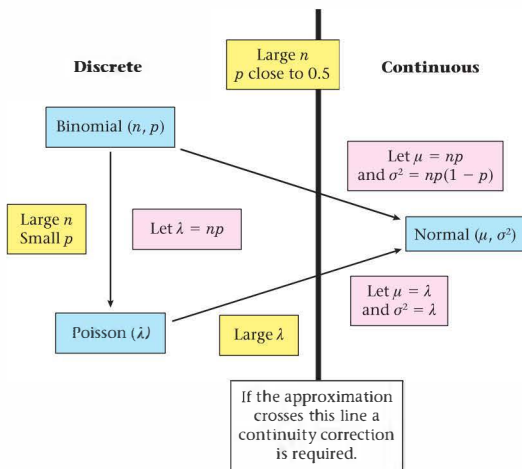 Large n
p close to 0.5
Discrete
Continuous
Binomial (n, p)
Let μ = np
and σ² = np(1 − p)
Large n
Small p
Let λ = np
Normal (μ, σ²)
Let μ = λ
and σ² = λ
Poisson (λ)
Large λ
If the approximation
crosses this line a
continuity correction
is required.